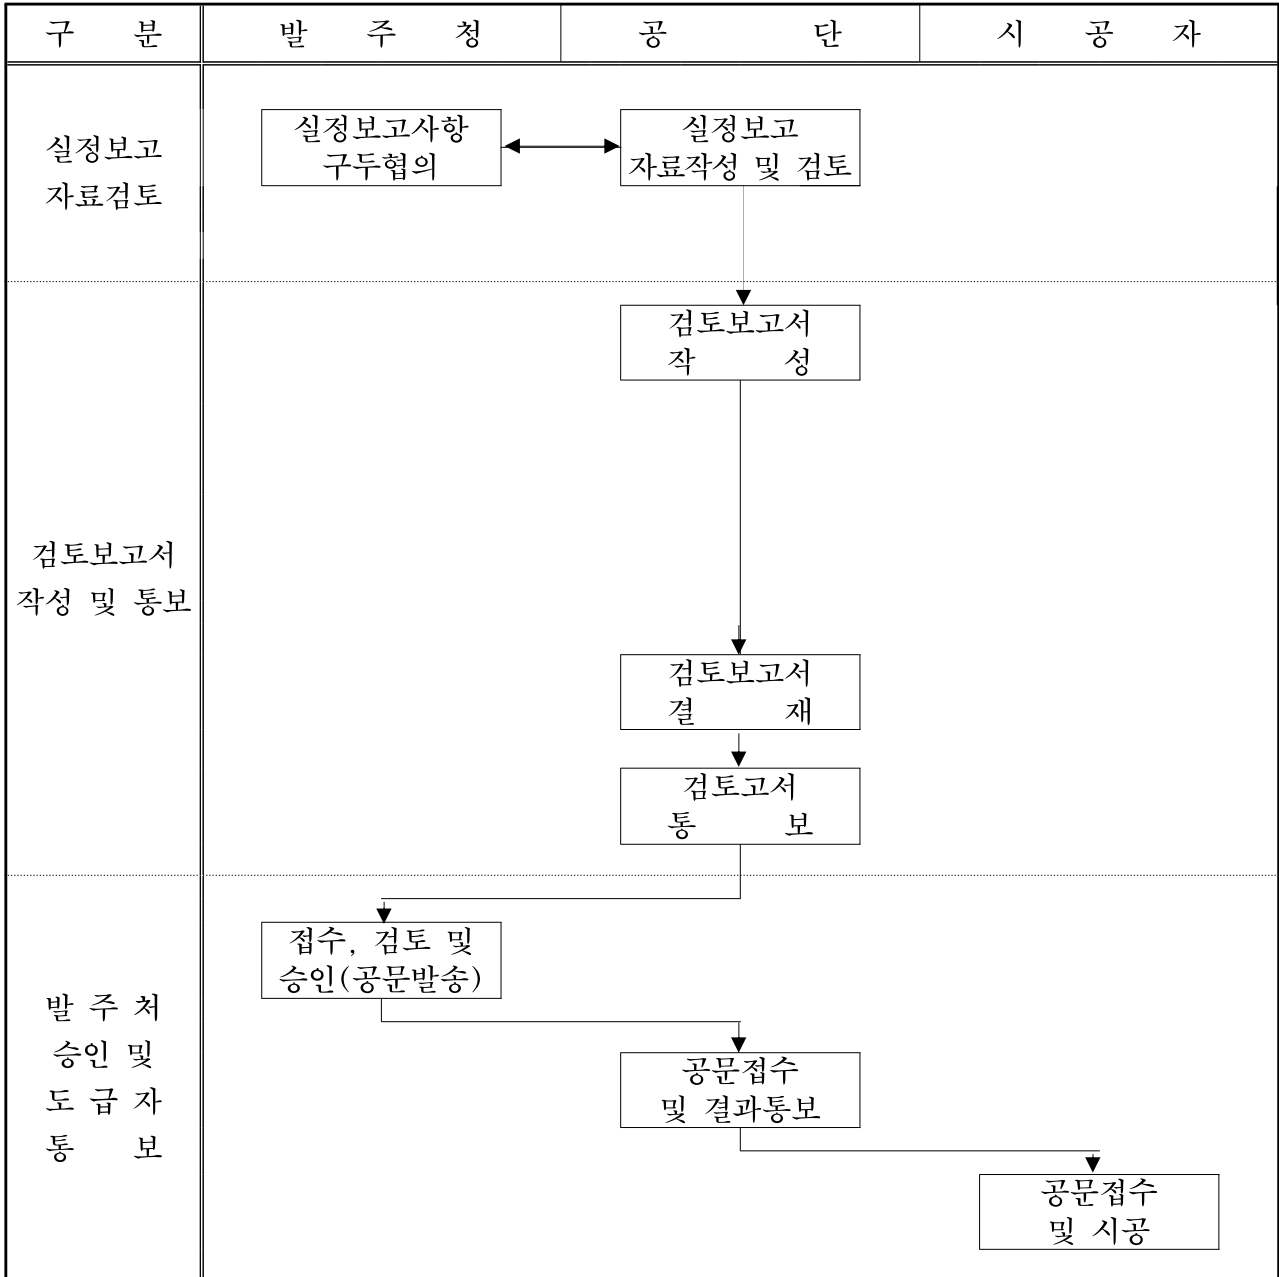 구 분 발 주 청 공 단 시 공 자
실정보고
자료검토
실정보고사항
구두협의
실정보고
자료작성 및 검토
검토보고서
작성 및 통보
검토보고서
작 성
검토보고서
결 재
검토고서
통 보
발 주 처
승인 및
도 급 자
통 보
접수, 검토 및
승인(공문발송)
공문접수
및 결과통보
공문접수
및 시공